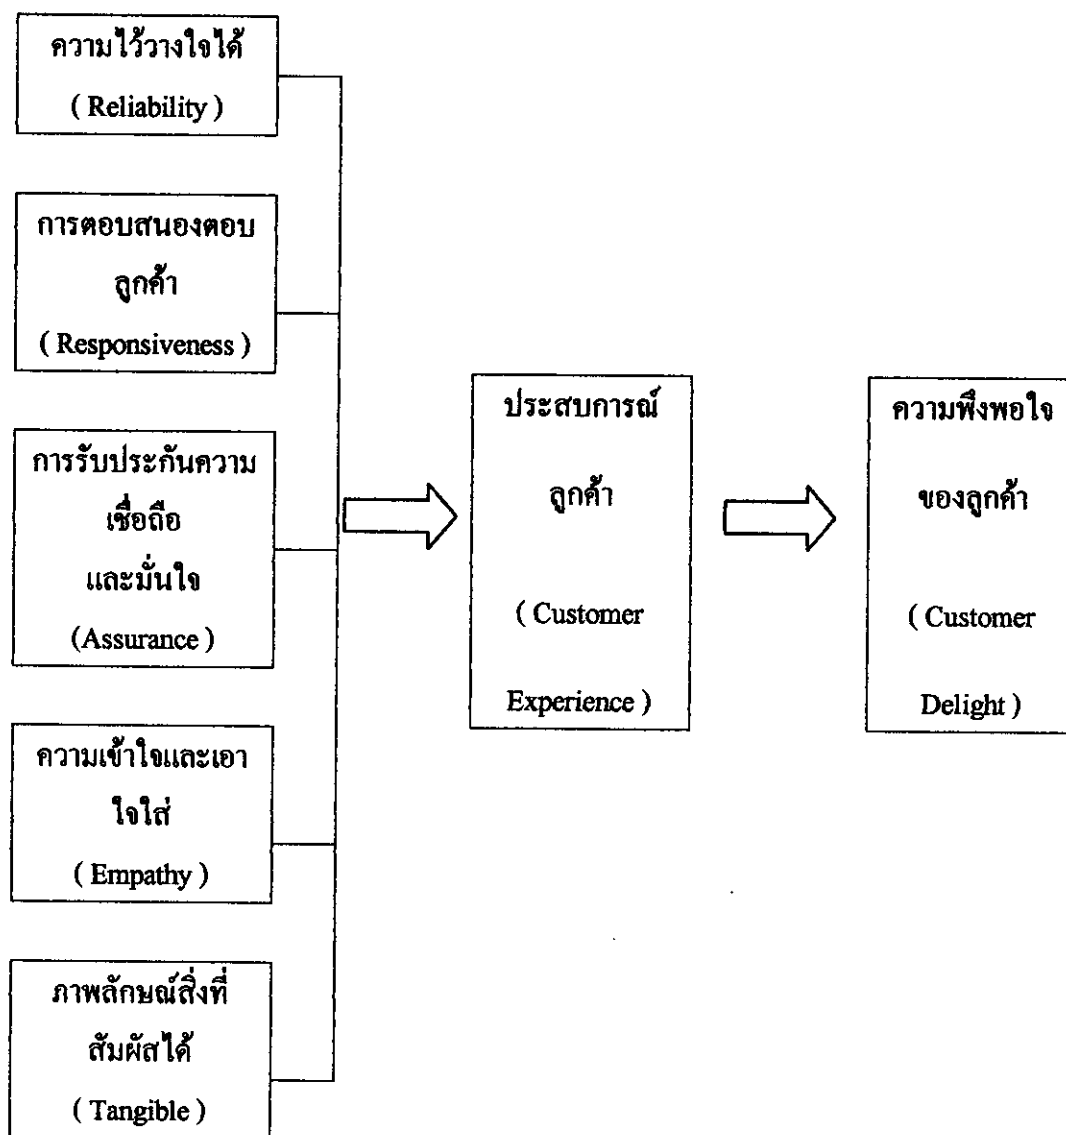 ความไว้วางใจได้
( Reliability )
การตอบสนองตอบ
ลูกค้า
( Responsiveness )
การรับประกันความ
เชื่อถือ
และมั่นใจ
(Assurance )
ความเข้าใจและเอา
ใจใส่
( Empathy )
ภาพลักษณ์สิ่งที่
สัมผัสได้
( Tangible )
ประสบการณ์
ลูกค้า
( Customer
Experience )
ความพึงพอใจ
ของลูกค้า
( Customer
Delight )